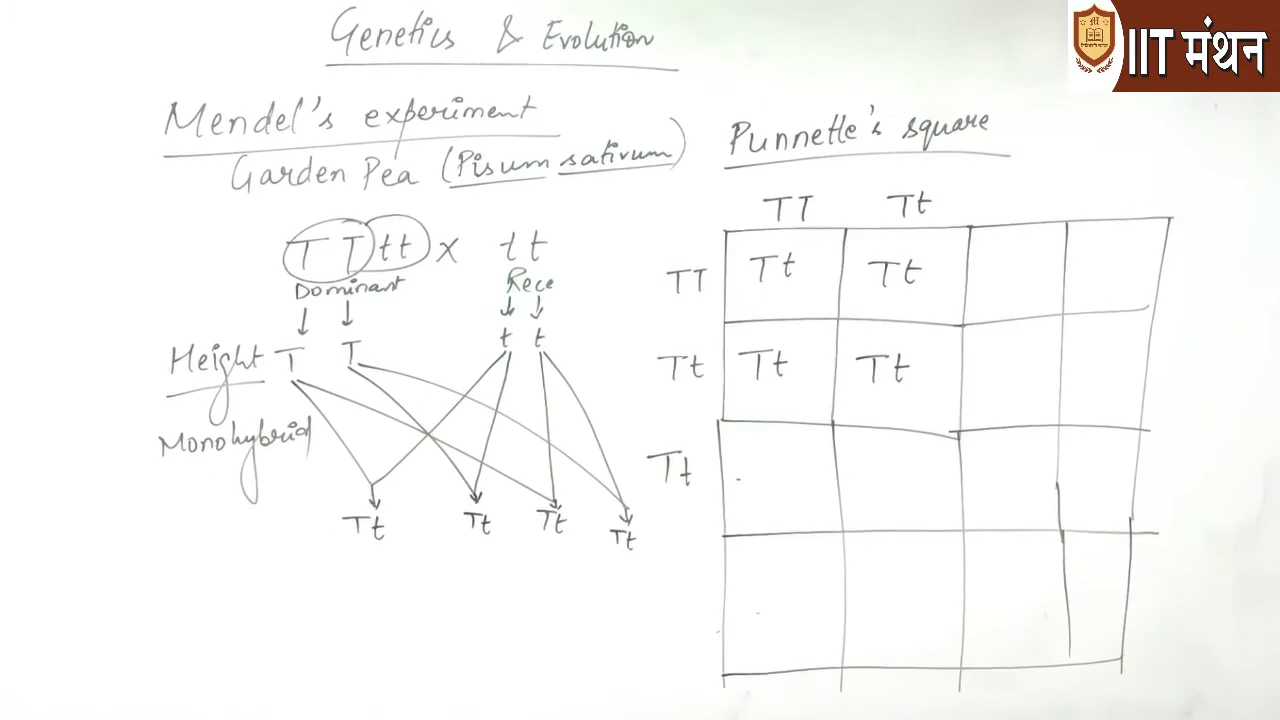 Genetics & Evolution
IIT मंथन
Mendel's experiment
Garden Pea (Pisum sativum)
T T tt x tt
Dominant Rece
t t
Height T T
Monohybrid
Tt Tt Tt Tt
Punnette's square
TT Tt
TT Tt Tt
Tt Tt Tt
Tt